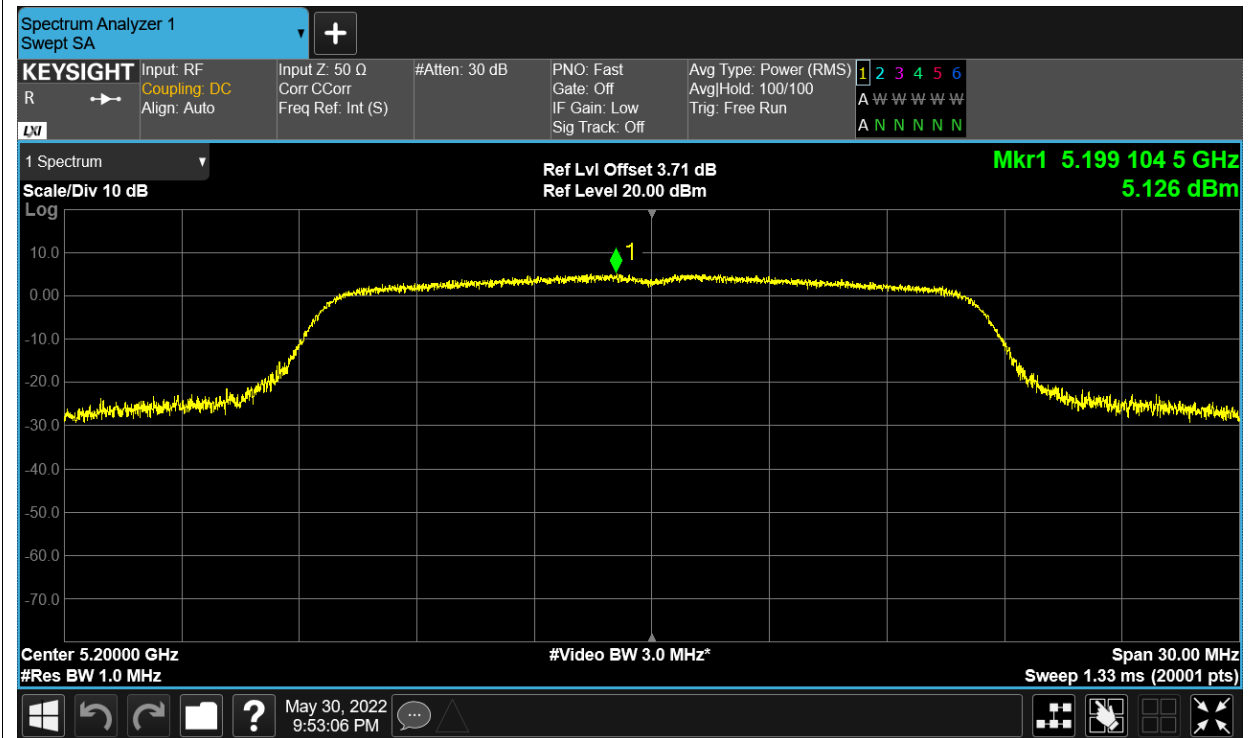 Spectrum Analyzer 1
Swept SA
KEYSIGHT
R
LXI
Input: RF
Coupling: DC
Align: Auto
Input Z: 50 Ω
Corr CCorr
Freq Ref: Int (S)
#Atten: 30 dB
PNO: Fast
Gate: Off
IF Gain: Low
Sig Track: Off
Avg Type: Power (RMS)
Avg|Hold: 100/100
Trig: Free Run
1 2 3 4 5 6
A W W W W W
A N N N N N
1 Spectrum
Scale/Div 10 dB
Log
Ref Lvl Offset 3.71 dB
Ref Level 20.00 dBm
Mkr1 5.199 104 5 GHz
5.126 dBm
1
10.0
0.00
-10.0
-20.0
-30.0
-40.0
-50.0
-60.0
-70.0
Center 5.20000 GHz
#Res BW 1.0 MHz
#Video BW 3.0 MHz*
Span 30.00 MHz
Sweep 1.33 ms (20001 pts)
?
May 30, 2022
9:53:06 PM